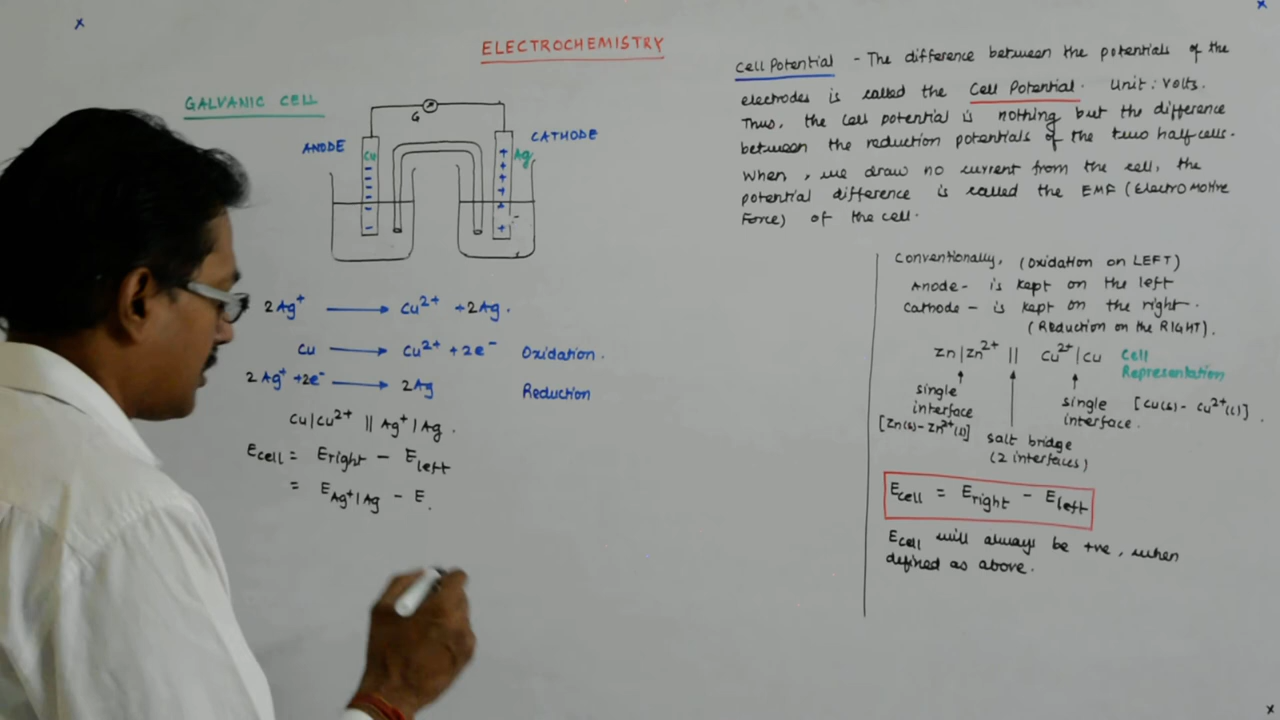 ELECTROCHEMISTRY
GALVANIC CELL
G
ANODE
CATHODE
Cu
Ag
2Ag⁺ ⟶ Cu²⁺ + 2Ag.
Cu ⟶ Cu²⁺ + 2e⁻ Oxidation.
2Ag⁺ + 2e⁻ ⟶ 2Ag Reduction
Cu|Cu²⁺ || Ag⁺|Ag.
Ecell = Eright - Eleft
= EAg⁺|Ag - E.
Cell Potential - The difference between the potentials of the
electrodes is called the Cell Potential. Unit: Volts.
Thus, the cell potential is nothing but the difference
between the reduction potentials of the two half cells.
When, we draw no current from the cell, the
potential difference is called the EMF (Electro Motive
Force) of the cell.
Conventionally, (Oxidation on LEFT)
Anode - is kept on the left
Cathode - is kept on the right.
(Reduction on the RIGHT).
Zn|Zn²⁺ || Cu²⁺|Cu Cell
Representation
single
interface
[Zn(s) - Zn²⁺(l)]
single
interface.
[Cu(s) - Cu²⁺(l)].
salt bridge
(2 interfaces)
Ecell = Eright - Eleft
Ecell will always be +ve, when
defined as above.